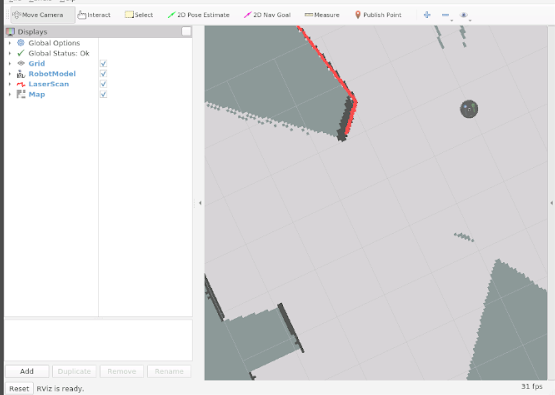 Move Camera Interact Select 2D Pose Estimate 2D Nav Goal Measure Publish Point
Displays
Global Options
Global Status: Ok
Grid
RobotModel
LaserScan
Map
Add Duplicate Remove Rename
Reset RViz is ready. 31 fps